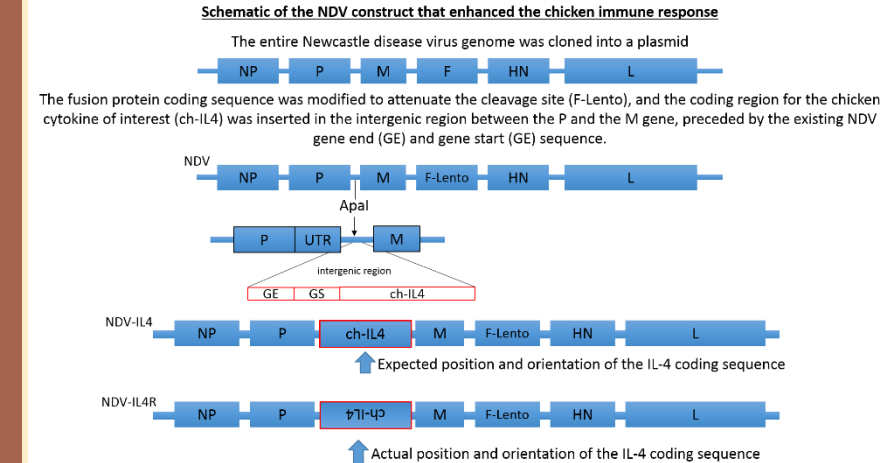 Schematic of the NDV construct that enhanced the chicken immune response
The entire Newcastle disease virus genome was cloned into a plasmid
NP P M F HN L
The fusion protein coding sequence was modified to attenuate the cleavage site (F-Lento), and the coding region for the chicken
cytokine of interest (ch-IL4) was inserted in the intergenic region between the P and the M gene, preceded by the existing NDV
gene end (GE) and gene start (GE) sequence.
NDV
NP P M F-Lento HN L
ApaI
P UTR M
intergenic region
GE GS ch-IL4
NDV-IL4
NP P ch-IL4 M F-Lento HN L
Expected position and orientation of the IL-4 coding sequence
NDV-IL4R
NP P ch-IL4 M F-Lento HN L
Actual position and orientation of the IL-4 coding sequence